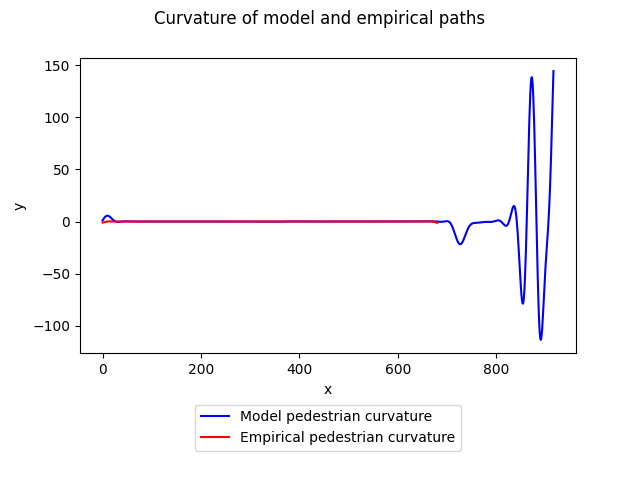 Curvature of model and empirical paths
150
100
50
0
−50
−100
y
0 200 400 600 800
x
Model pedestrian curvature
Empirical pedestrian curvature